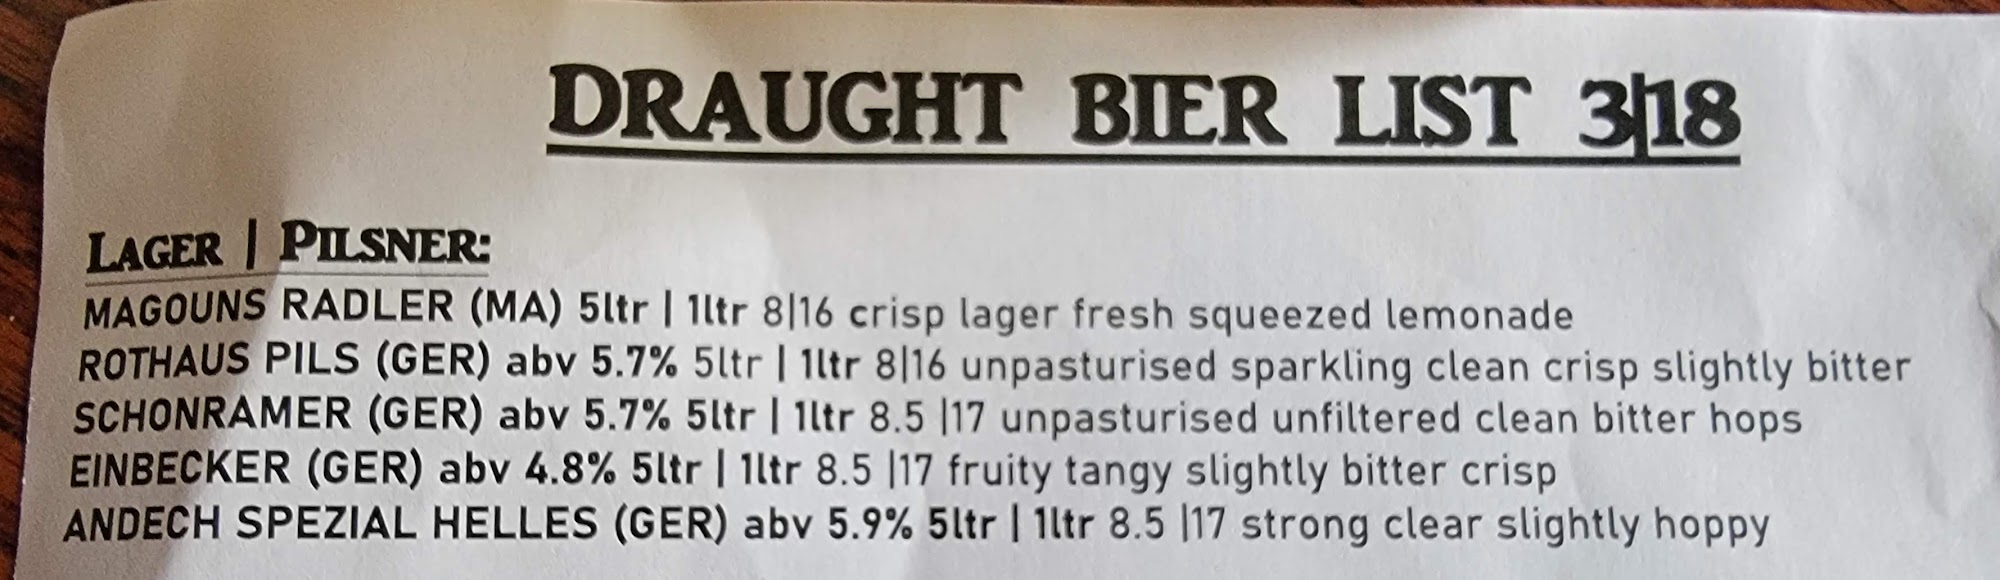 DRAUGHT BIER LIST 3|18
LAGER | PILSNER:
MAGOUNS RADLER (MA) 5ltr | 1ltr 8|16 crisp lager fresh squeezed lemonade
ROTHAUS PILS (GER) abv 5.7% 5ltr | 1ltr 8|16 unpasturised sparkling clean crisp slightly bitter
SCHONRAMER (GER) abv 5.7% 5ltr | 1ltr 8.5 |17 unpasturised unfiltered clean bitter hops
EINBECKER (GER) abv 4.8% 5ltr | 1ltr 8.5 |17 fruity tangy slightly bitter crisp
ANDECH SPEZIAL HELLES (GER) abv 5.9% 5ltr | 1ltr 8.5 |17 strong clear slightly hoppy